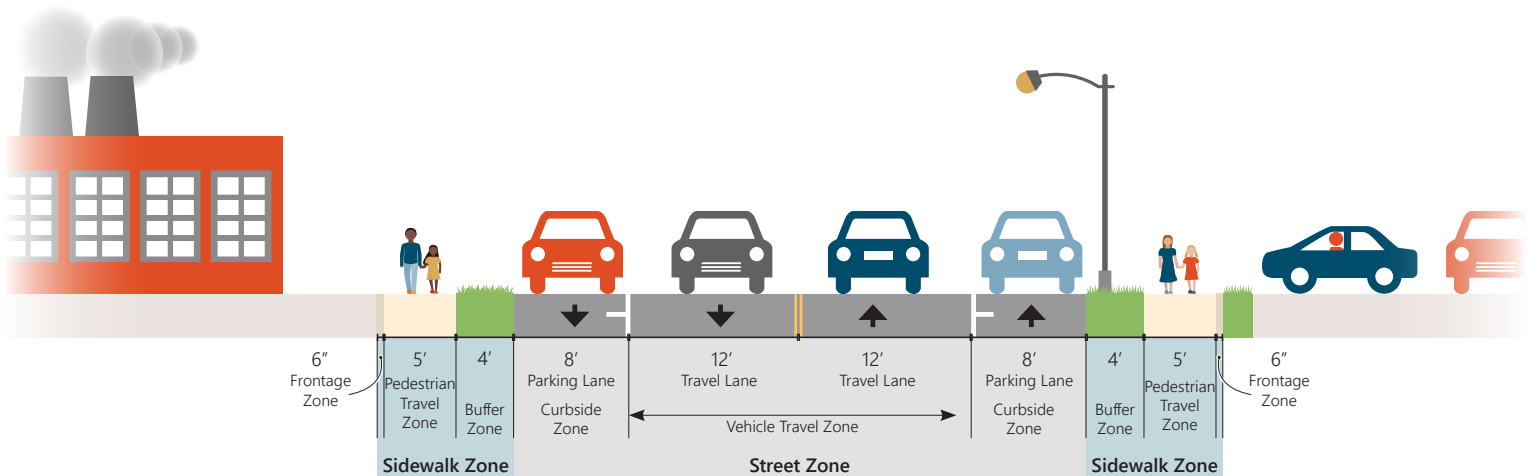 6″
Frontage
Zone
5′
Pedestrian
Travel
Zone
4′
Buffer
Zone
8′
Parking Lane
Curbside
Zone
12′
Travel Lane
12′
Travel Lane
Vehicle Travel Zone
8′
Parking Lane
Curbside
Zone
4′
Buffer
Zone
5′
Pedestrian
Travel
Zone
6″
Frontage
Zone
Sidewalk Zone
Street Zone
Sidewalk Zone